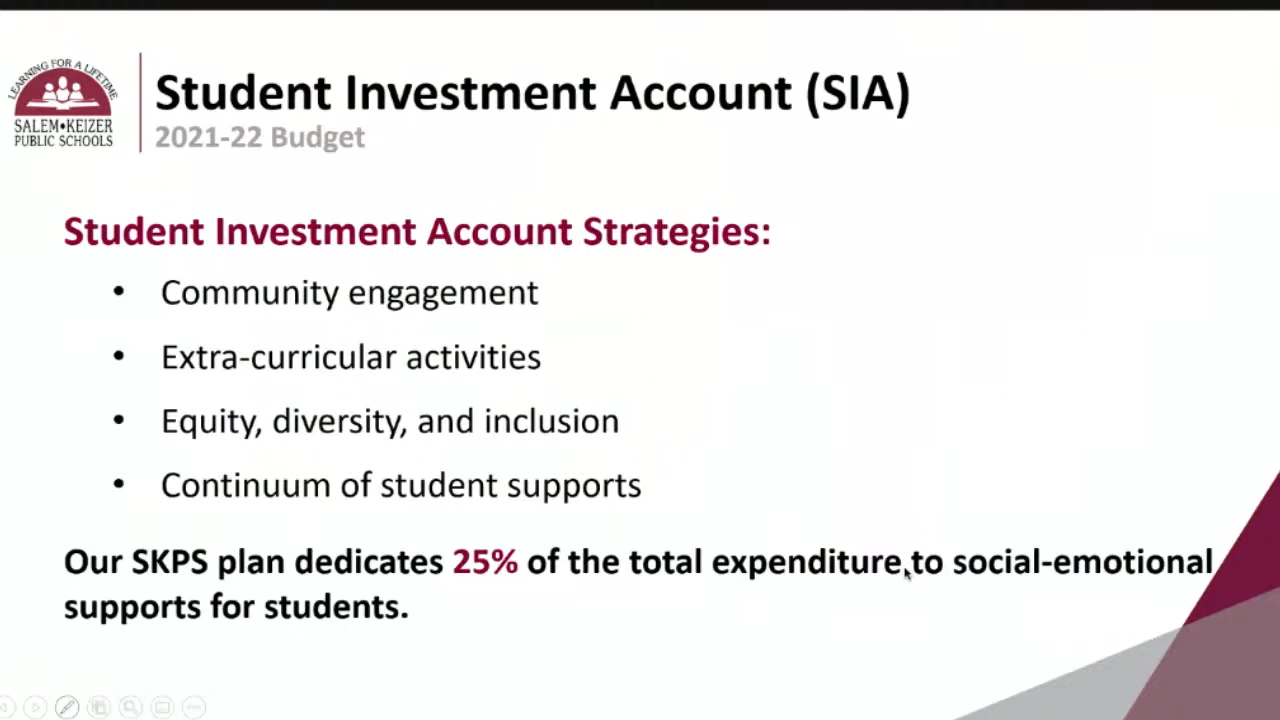 LEARNING FOR A LIFETIME
SALEM•KEIZER
PUBLIC SCHOOLS
Student Investment Account (SIA)
2021-22 Budget
Student Investment Account Strategies:
• Community engagement
• Extra-curricular activities
• Equity, diversity, and inclusion
• Continuum of student supports
Our SKPS plan dedicates 25% of the total expenditure to social-emotional
supports for students.